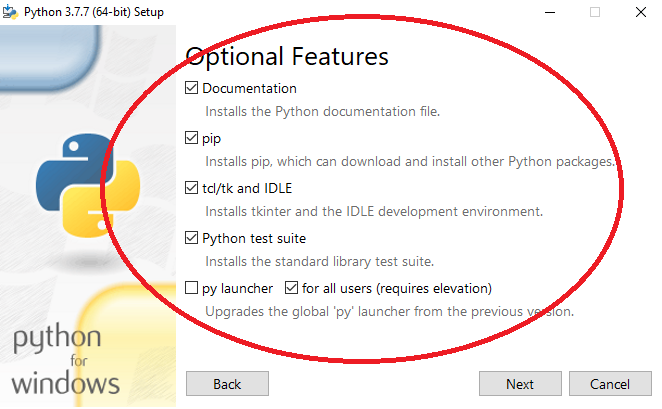 Python 3.7.7 (64-bit) Setup
Optional Features
Documentation
Installs the Python documentation file.
pip
Installs pip, which can download and install other Python packages.
tcl/tk and IDLE
Installs tkinter and the IDLE development environment.
Python test suite
Installs the standard library test suite.
py launcher for all users (requires elevation)
Upgrades the global 'py' launcher from the previous version.
python
for
windows
Back Next Cancel